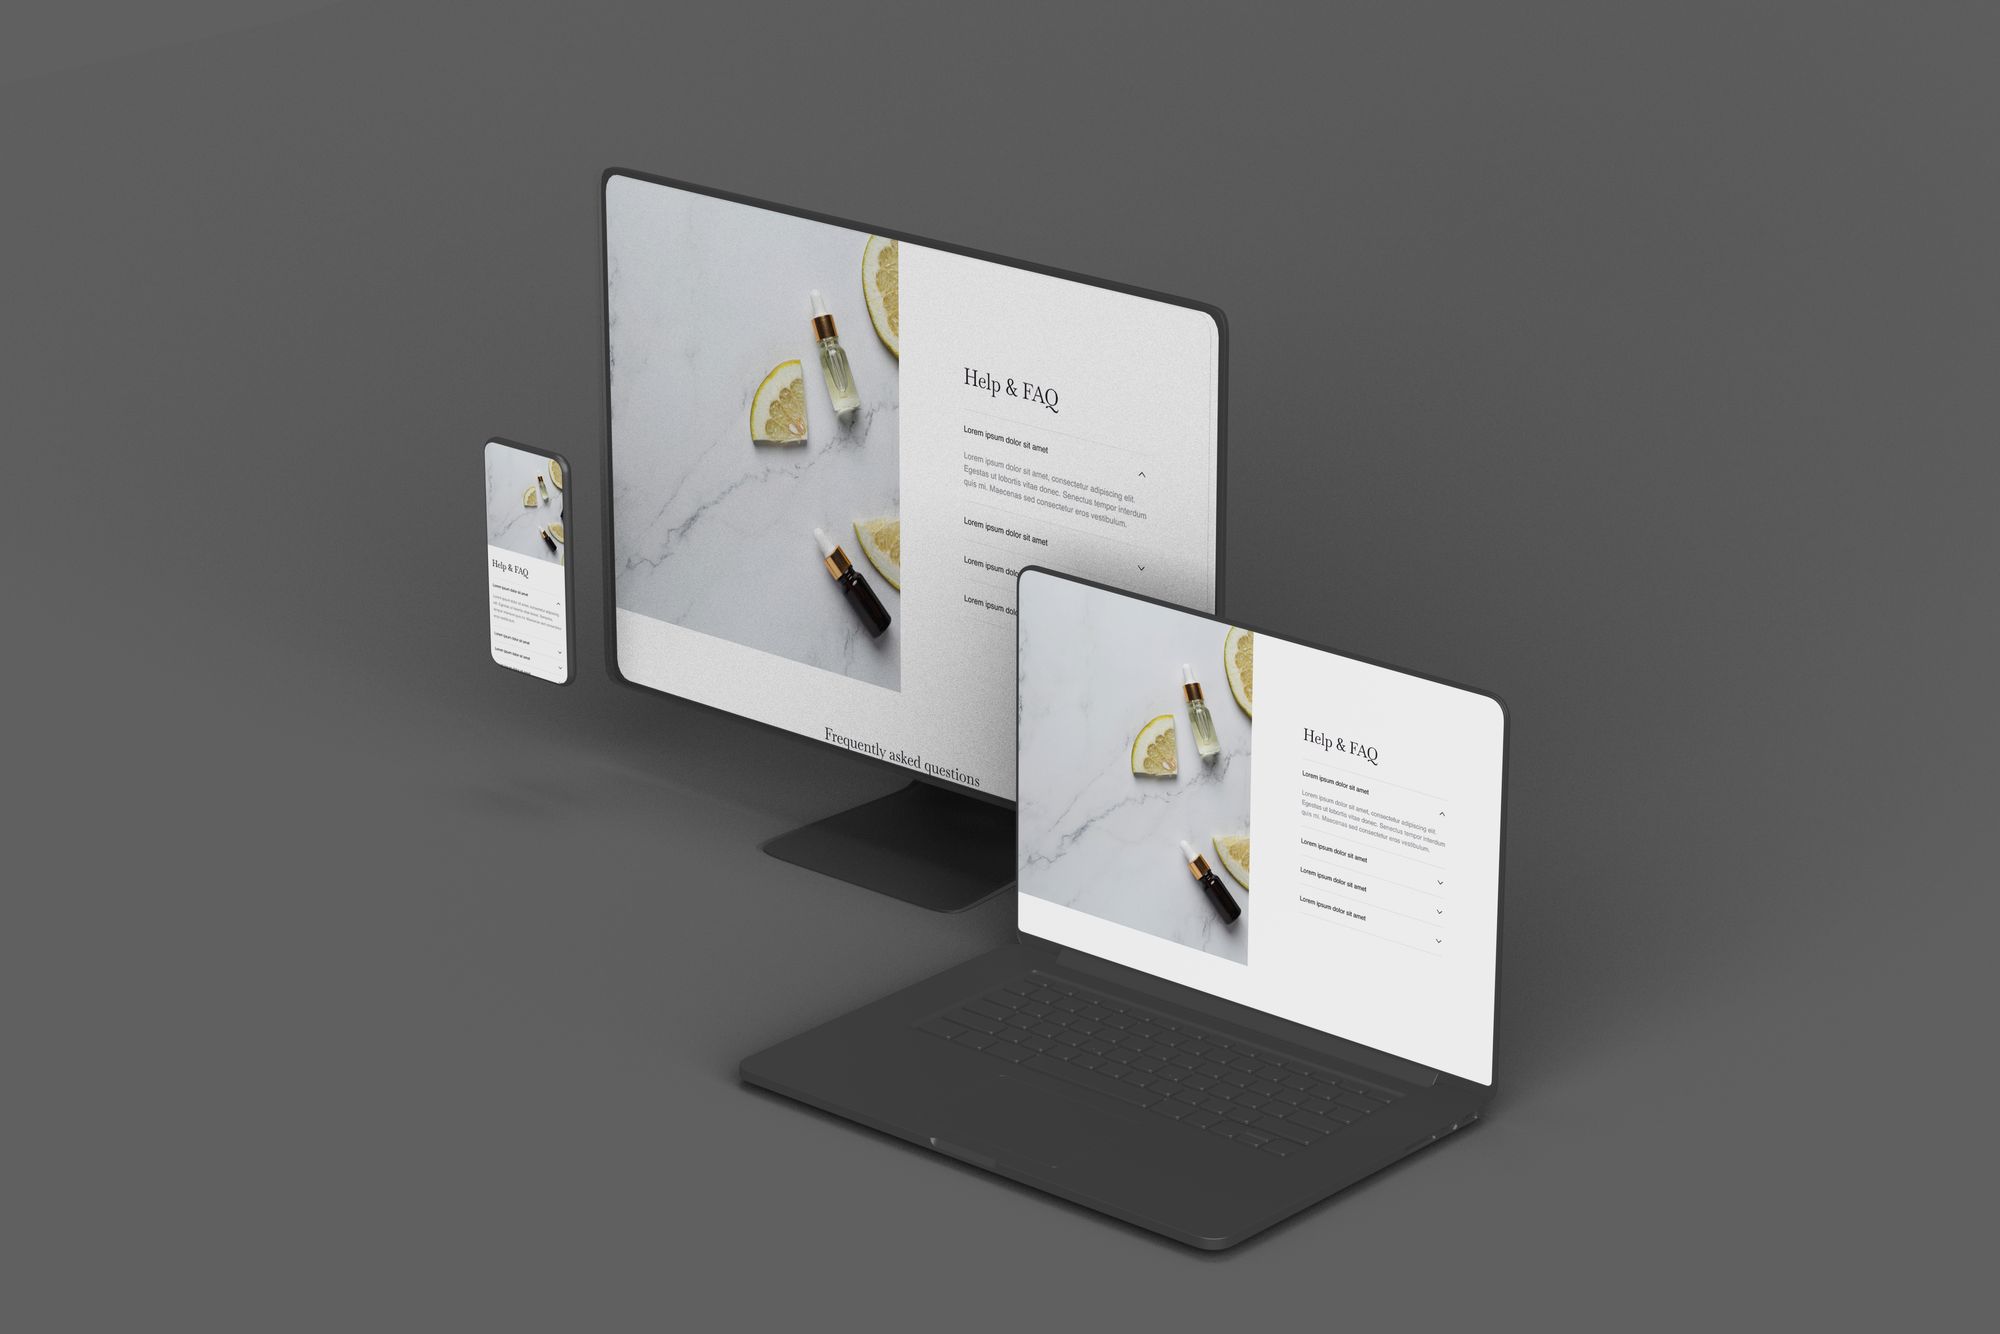 Help & FAQ
Lorem ipsum dolor sit amet
Lorem ipsum dolor sit amet, consectetur adipiscing elit.
Egestas ut lobortis vitae donec. Senectus tempor interdum
quis mi. Maecenas sed consectetur eros vestibulum.
Lorem ipsum dolor sit amet
Lorem ipsum do
Lorem ipsum do
Frequently asked questions
Help & FAQ
Lorem ipsum dolor sit amet
Lorem ipsum dolor sit amet
Lorem ipsum dolor sit amet
Help & FAQ
Lorem ipsum dolor sit amet
Lorem ipsum dolor sit amet, consectetur adipiscing elit.
Egestas ut lobortis vitae donec. Senectus tempor interdum
quis mi. Maecenas sed consectetur eros vestibulum.
Lorem ipsum dolor sit amet
Lorem ipsum dolor sit amet
Lorem ipsum dolor sit amet